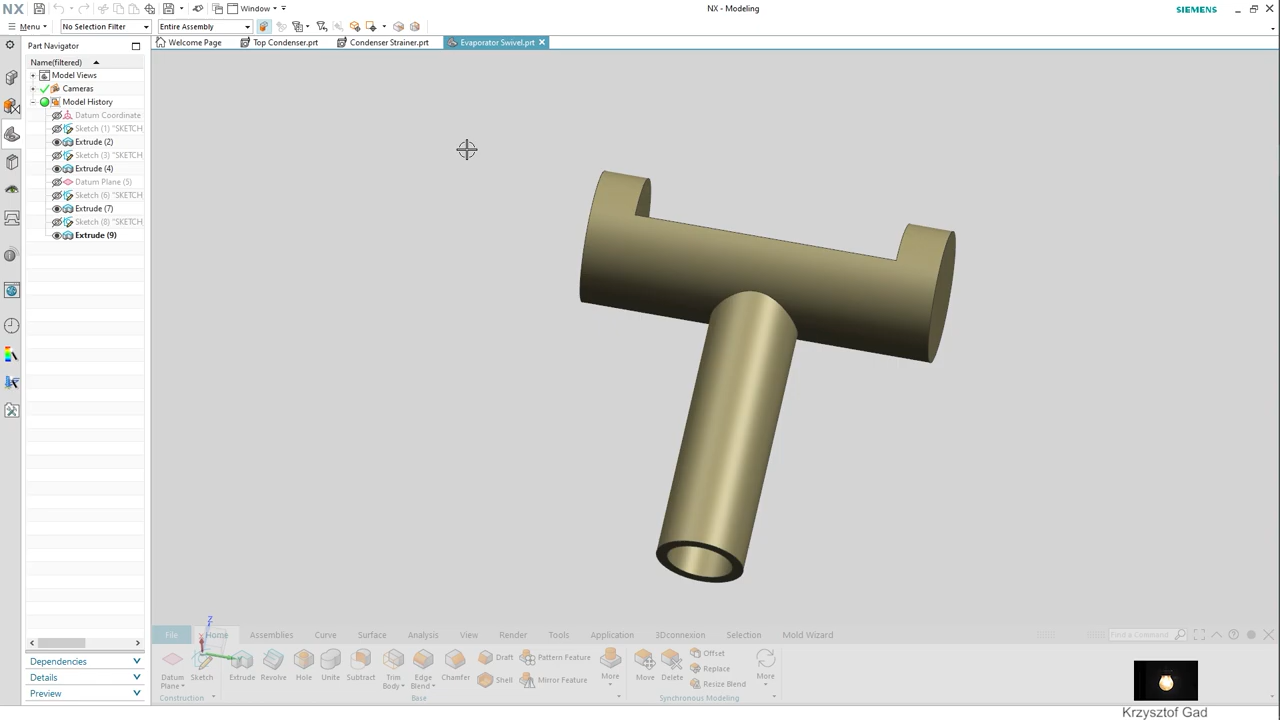 NX
Window
NX - Modeling
SIEMENS
Menu
No Selection Filter
Entire Assembly
Part Navigator
Welcome Page
Top Condenser.prt
Condenser Strainer.prt
Evaporator Swivel.prt
Name(filtered)
Model Views
Cameras
Model History
Datum Coordinate
Sketch (1) "SKETCH
Extrude (2)
Sketch (3) "SKETCH
Extrude (4)
Datum Plane (5)
Sketch (6) "SKETCH
Extrude (7)
Sketch (8) "SKETCH
Extrude (9)
Z
File
Home
Assemblies
Curve
Surface
Analysis
View
Render
Tools
Application
3Dconnexion
Selection
Mold Wizard
Find a Command
Datum Plane
Sketch
Extrude
Revolve
Hole
Unite
Subtract
Trim Body
Edge Blend
Chamfer
Draft
Shell
Pattern Feature
Mirror Feature
More
Move
Delete
Offset
Replace
Resize Blend
More
Construction
Base
Synchronous Modeling
Dependencies
Details
Preview
Krzysztof Gad